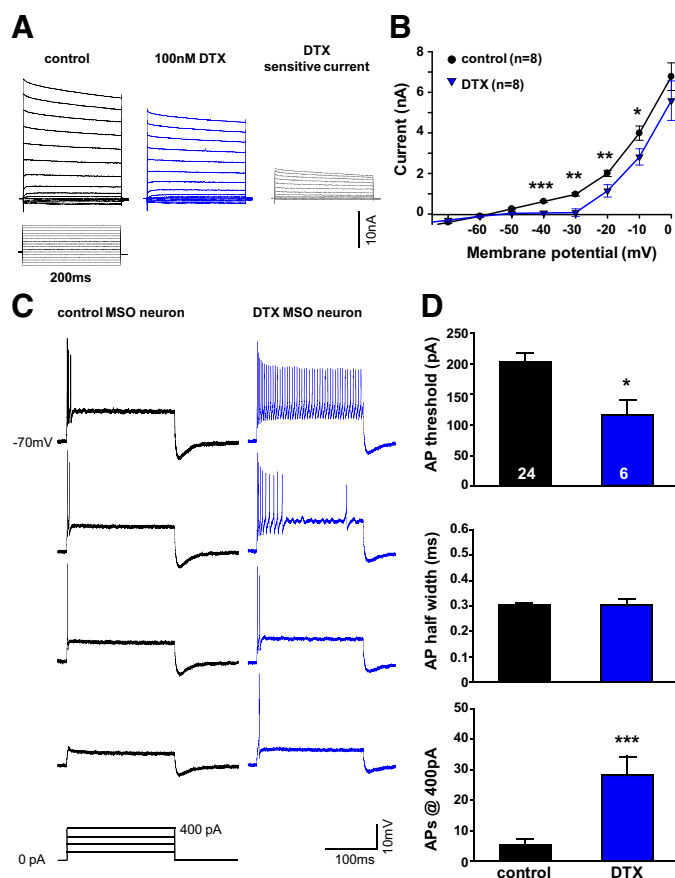 A
control
100nM DTX
DTX
sensitive current
10nA
200ms
B
control (n=8)
DTX (n=8)
Current (nA)
8
6
4
2
0
***
**
**
*
-60
-50
-40
-30
-20
-10
0
Membrane potential (mV)
C
control MSO neuron
DTX MSO neuron
-70mV
400 pA
0 pA
10mV
100ms
D
AP threshold (pA)
250
200
150
100
50
0
*
24
6
AP half width (ms)
0.6
0.5
0.4
0.3
0.2
0.1
0
APs @ 400pA
50
40
30
20
10
0
***
control
DTX